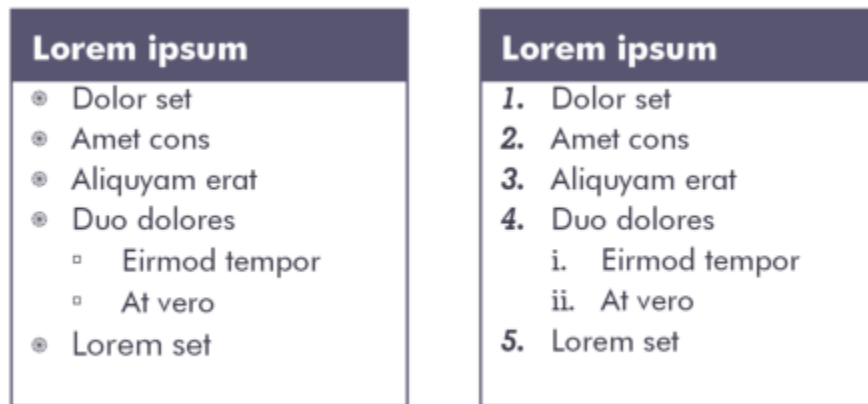 Lorem ipsum
Dolor set
Amet cons
Aliquyam erat
Duo dolores
Eirmod tempor
At vero
Lorem set
Lorem ipsum
1. Dolor set
2. Amet cons
3. Aliquyam erat
4. Duo dolores
i. Eirmod tempor
ii. At vero
5. Lorem set